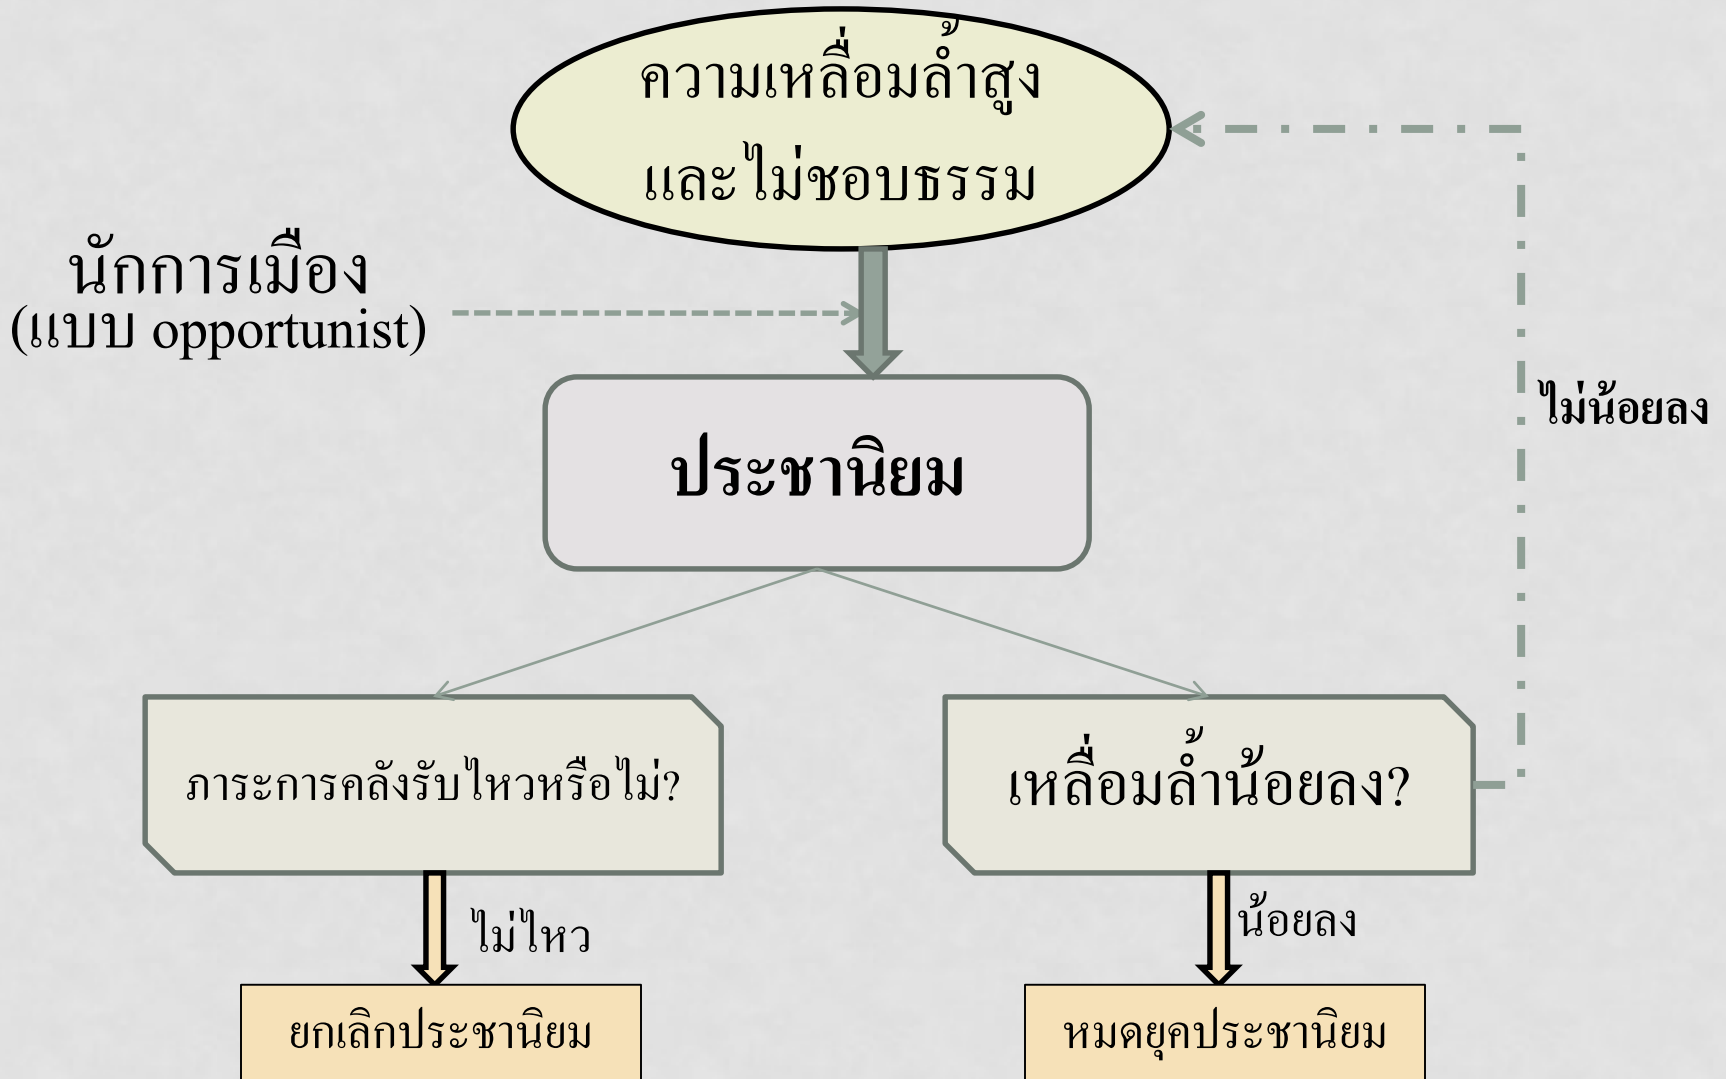 ความเหลื่อมล้ำสูง
และไม่ชอบธรรม
นักการเมือง
(แบบ opportunist)
ประชานิยม
ไม่น้อยลง
ภาระการคลังรับไหวหรือไม่?
เหลื่อมล้ำน้อยลง?
ไม่ไหว
น้อยลง
ยกเลิกประชานิยม
หมดยุคประชานิยม